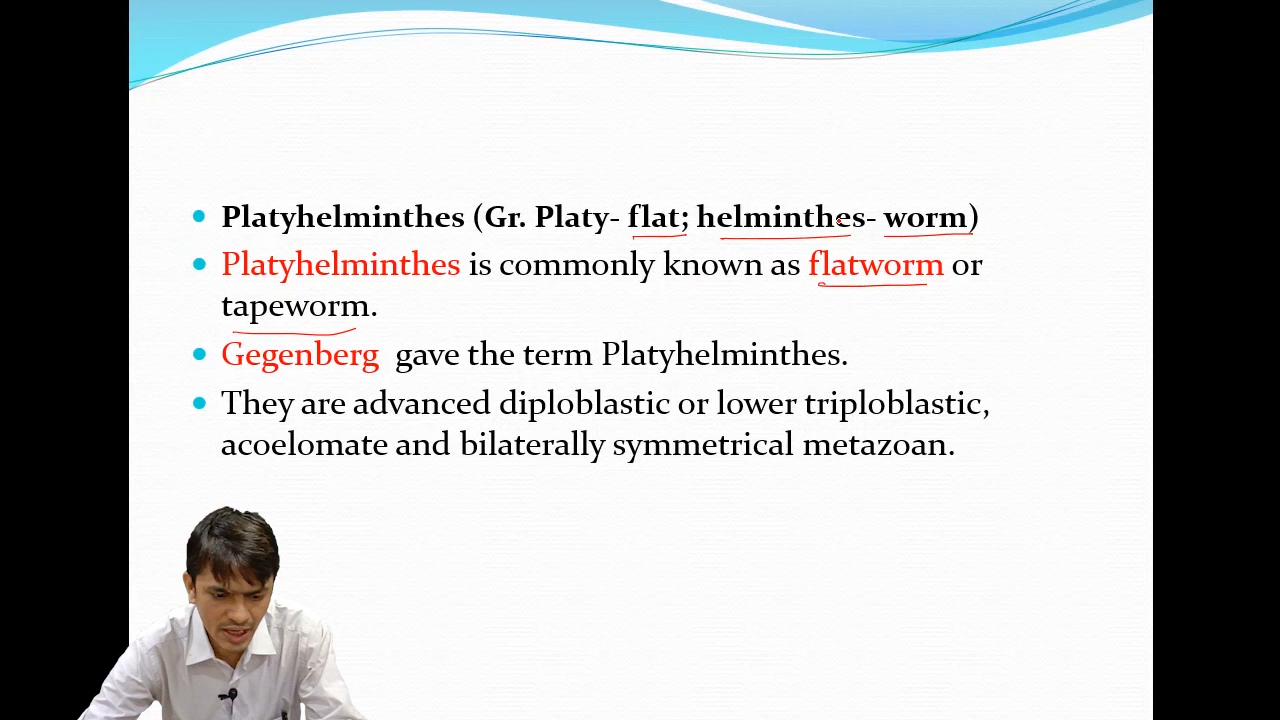 Platyhelminthes (Gr. Platy- flat; helminthes- worm)
Platyhelminthes is commonly known as flatworm or
tapeworm.
Gegenberg gave the term Platyhelminthes.
They are advanced diploblastic or lower triploblastic,
acoelomate and bilaterally symmetrical metazoan.